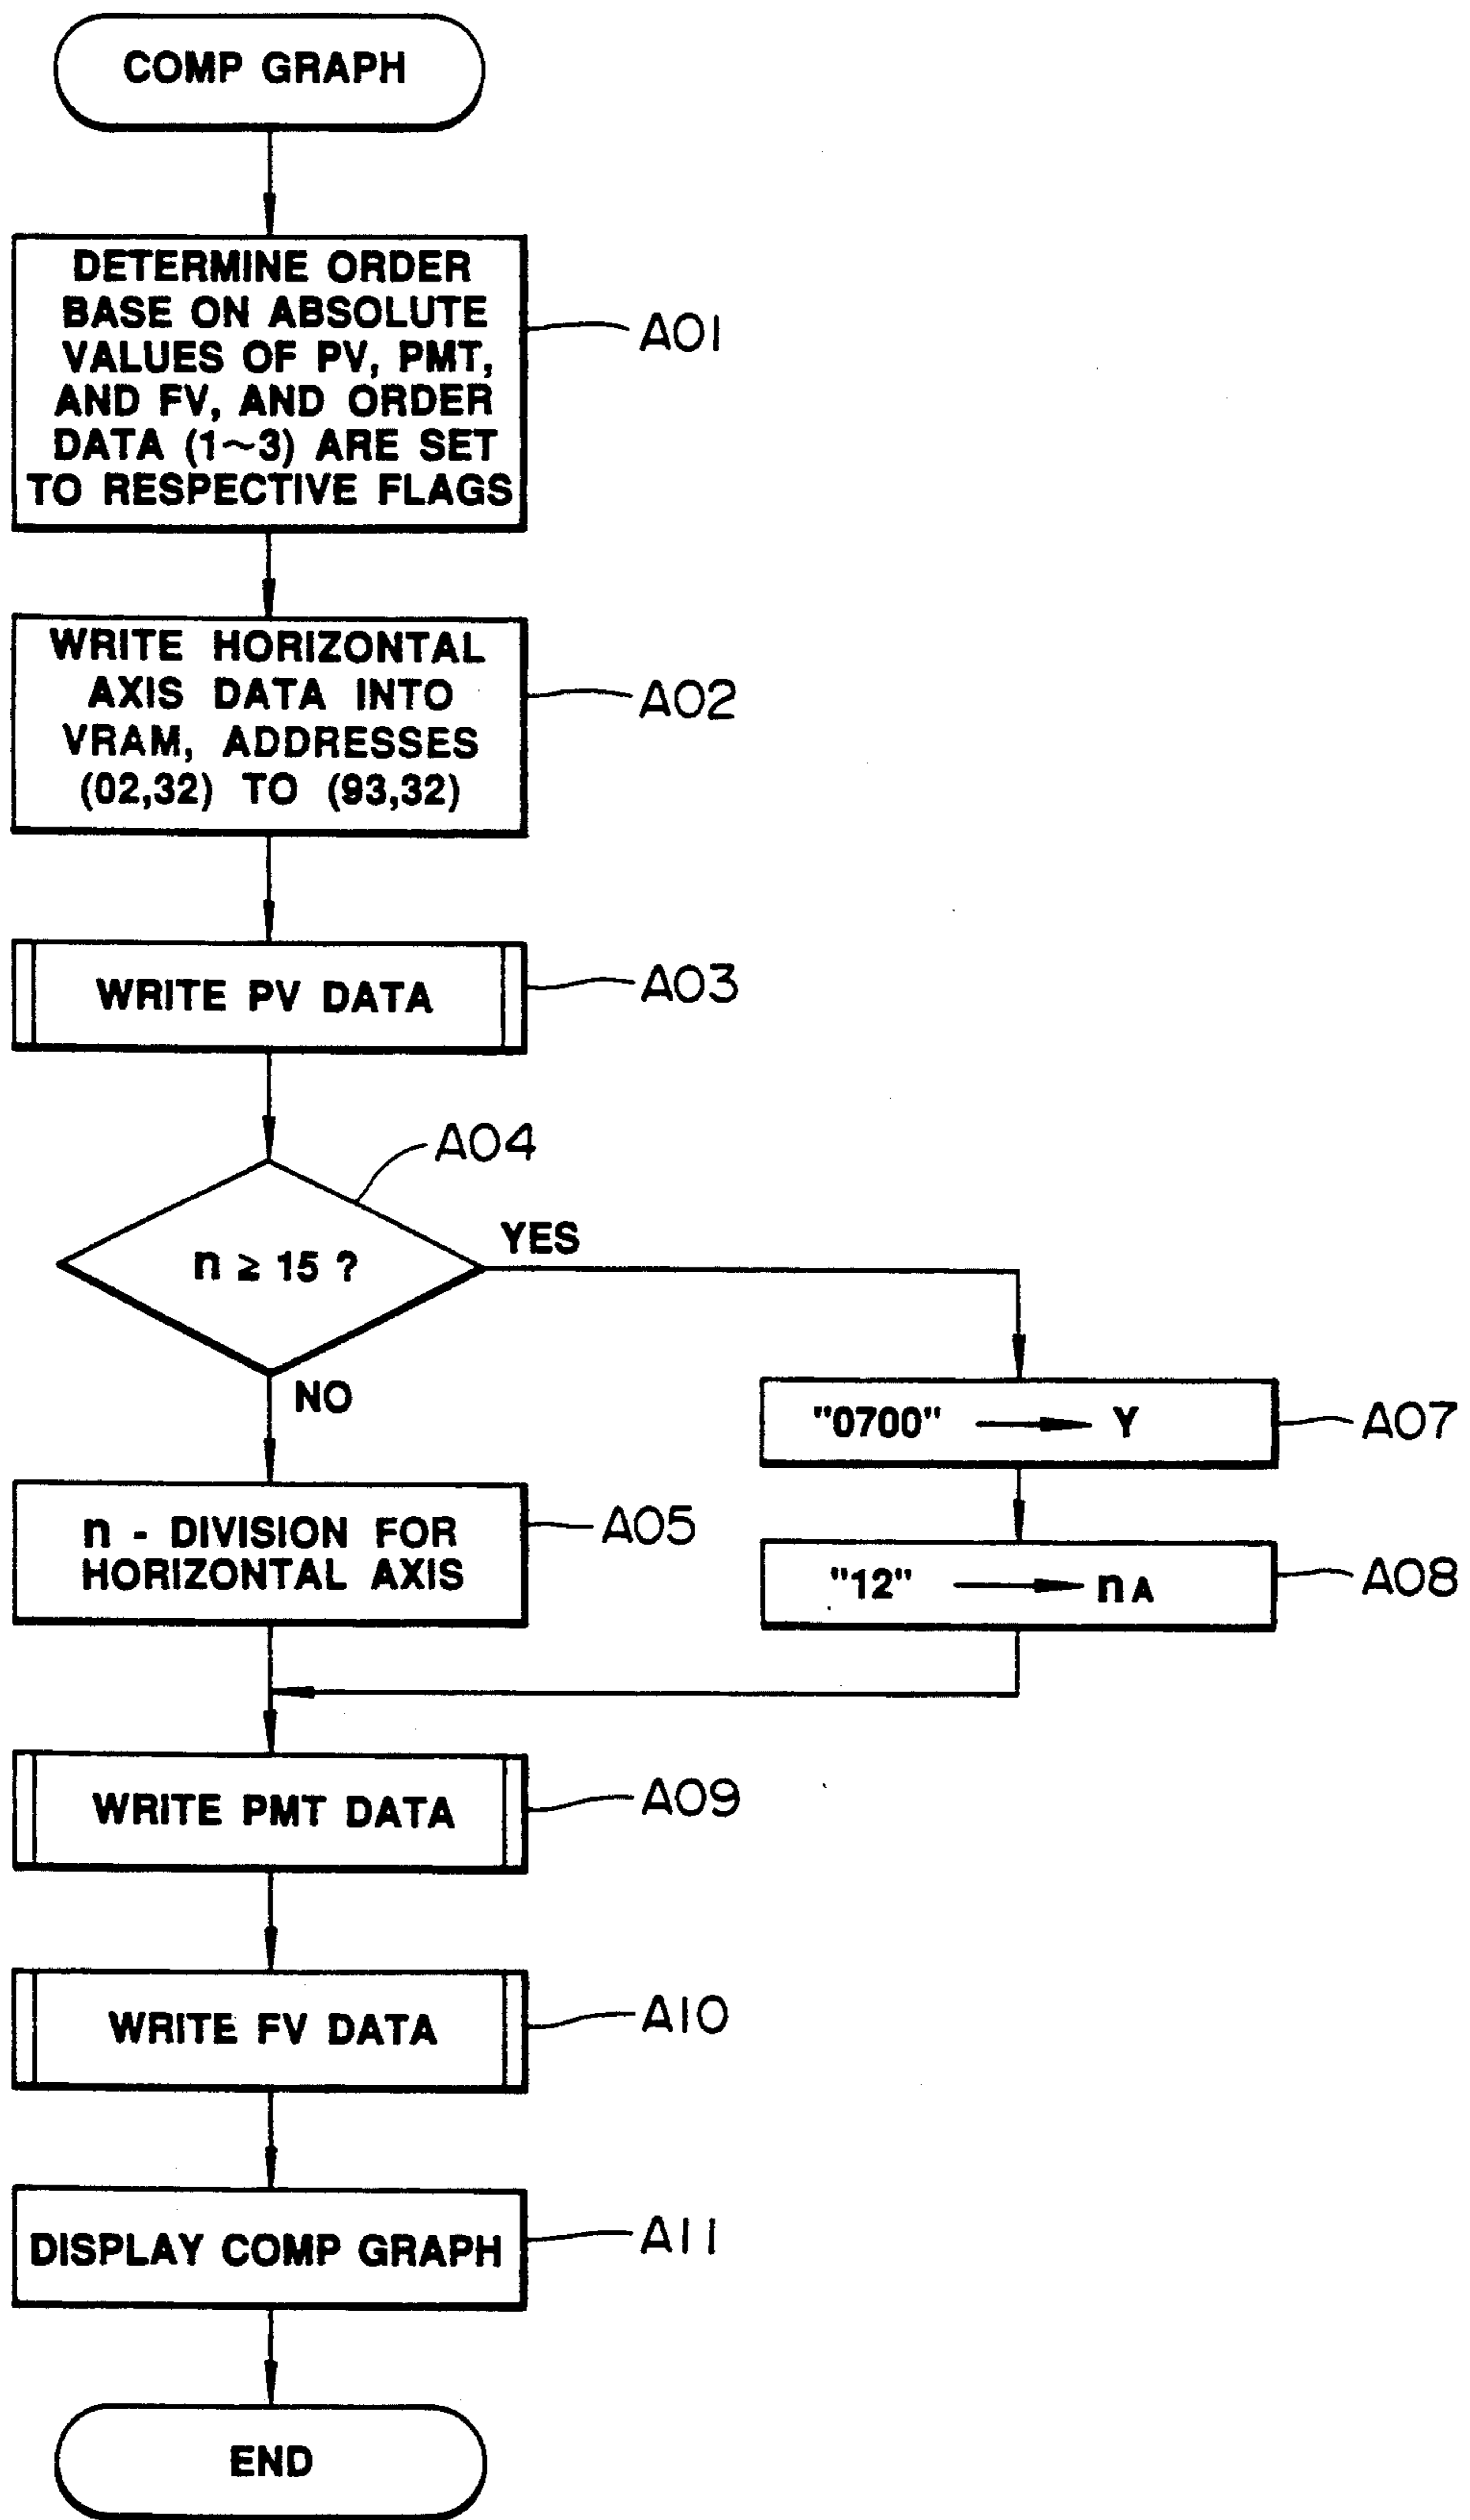 COMP GRAPH
DETERMINE ORDER
BASE ON ABSOLUTE
VALUES OF PV, PMT,
AND FV, AND ORDER
DATA (1~3) ARE SET
TO RESPECTIVE FLAGS
A01
WRITE HORIZONTAL
AXIS DATA INTO
VRAM, ADDRESSES
(02,32) TO (93,32)
A02
WRITE PV DATA
A03
A04
n ≥ 15 ?
YES
NO
"0700" → Y
A07
n - DIVISION FOR
HORIZONTAL AXIS
A05
"12" → nA
A08
WRITE PMT DATA
A09
WRITE FV DATA
A10
DISPLAY COMP GRAPH
A11
END